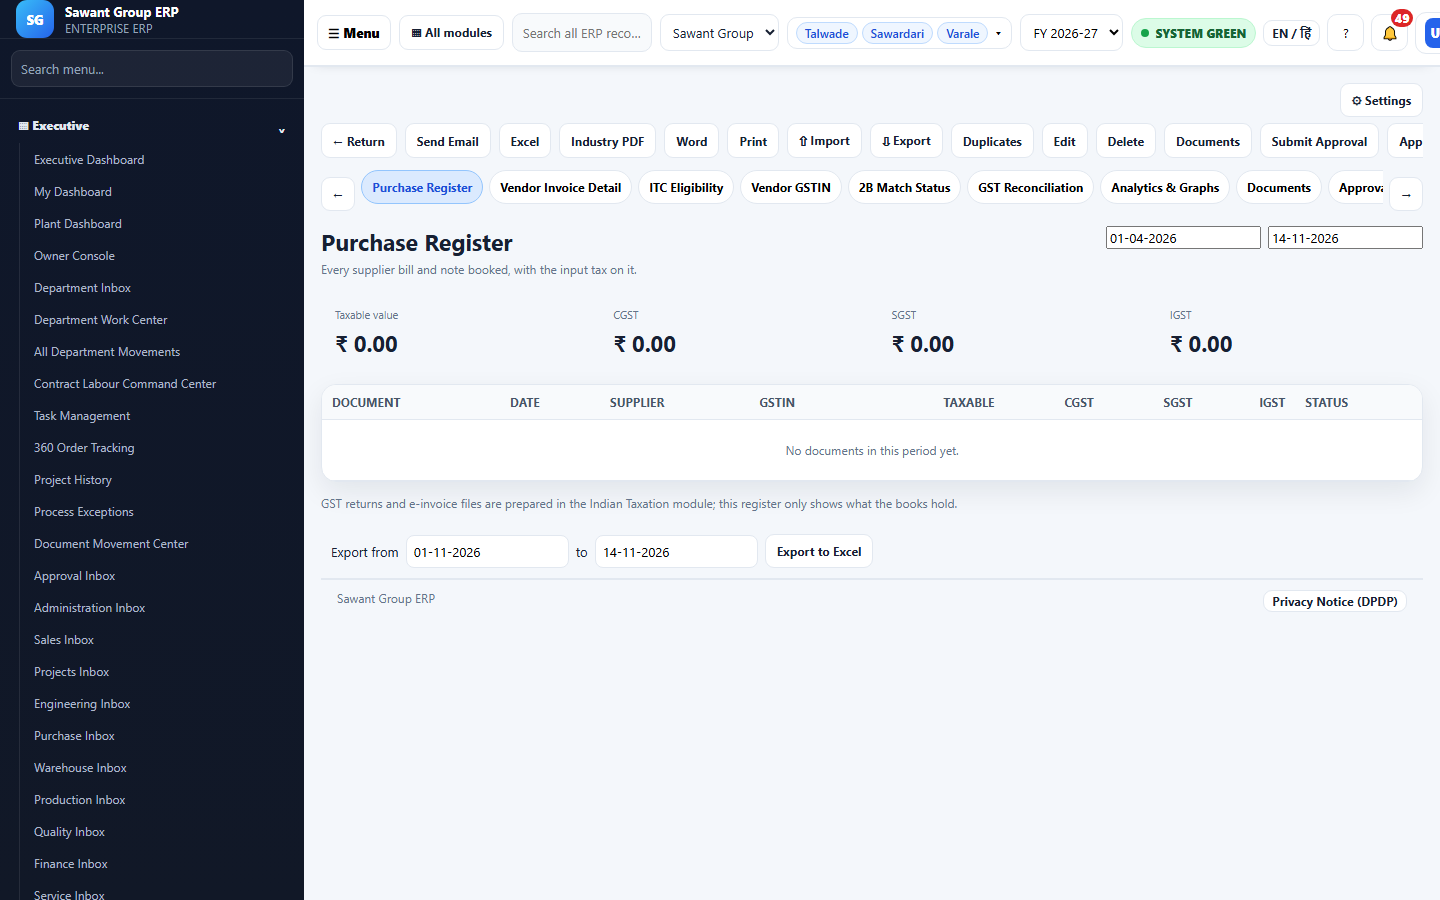 SG
Sawant Group ERP
ENTERPRISE ERP
Search menu...
Executive
Executive Dashboard
My Dashboard
Plant Dashboard
Owner Console
Department Inbox
Department Work Center
All Department Movements
Contract Labour Command Center
Task Management
360 Order Tracking
Project History
Process Exceptions
Document Movement Center
Approval Inbox
Administration Inbox
Sales Inbox
Projects Inbox
Engineering Inbox
Purchase Inbox
Warehouse Inbox
Production Inbox
Quality Inbox
Finance Inbox
Service Inbox
☰ Menu
All modules
Search all ERP reco...
Sawant Group
Talwade Sawardari Varale
FY 2026-27
SYSTEM GREEN
EN / हिं
?
49
U
⚙ Settings
← Return Send Email Excel Industry PDF Word Print ⇧ Import ⇩ Export Duplicates Edit Delete Documents Submit Approval App
← Purchase Register Vendor Invoice Detail ITC Eligibility Vendor GSTIN 2B Match Status GST Reconciliation Analytics & Graphs Documents Approva →
Purchase Register
01-04-2026 14-11-2026
Every supplier bill and note booked, with the input tax on it.
Taxable value CGST SGST IGST
₹ 0.00 ₹ 0.00 ₹ 0.00 ₹ 0.00
DOCUMENT DATE SUPPLIER GSTIN TAXABLE CGST SGST IGST STATUS
No documents in this period yet.
GST returns and e-invoice files are prepared in the Indian Taxation module; this register only shows what the books hold.
Export from 01-11-2026 to 14-11-2026 Export to Excel
Sawant Group ERP
Privacy Notice (DPDP)